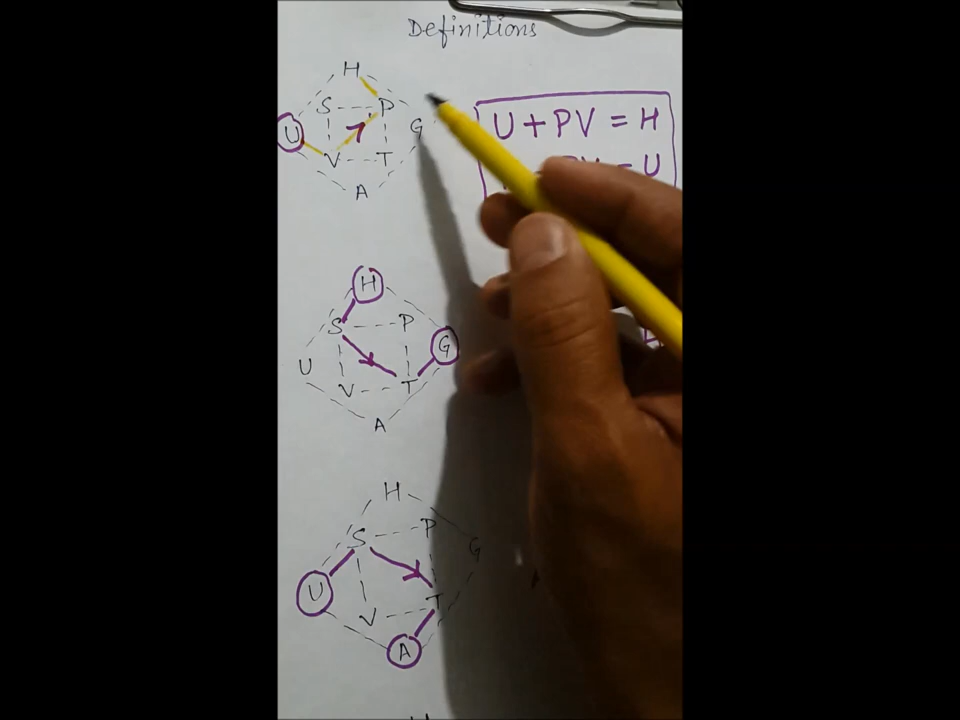 Definitions
H
S P
U G
V T
A
U + PV = H
= U
H
S P
G
U
V T
A
H
S P
G
U
V T
A